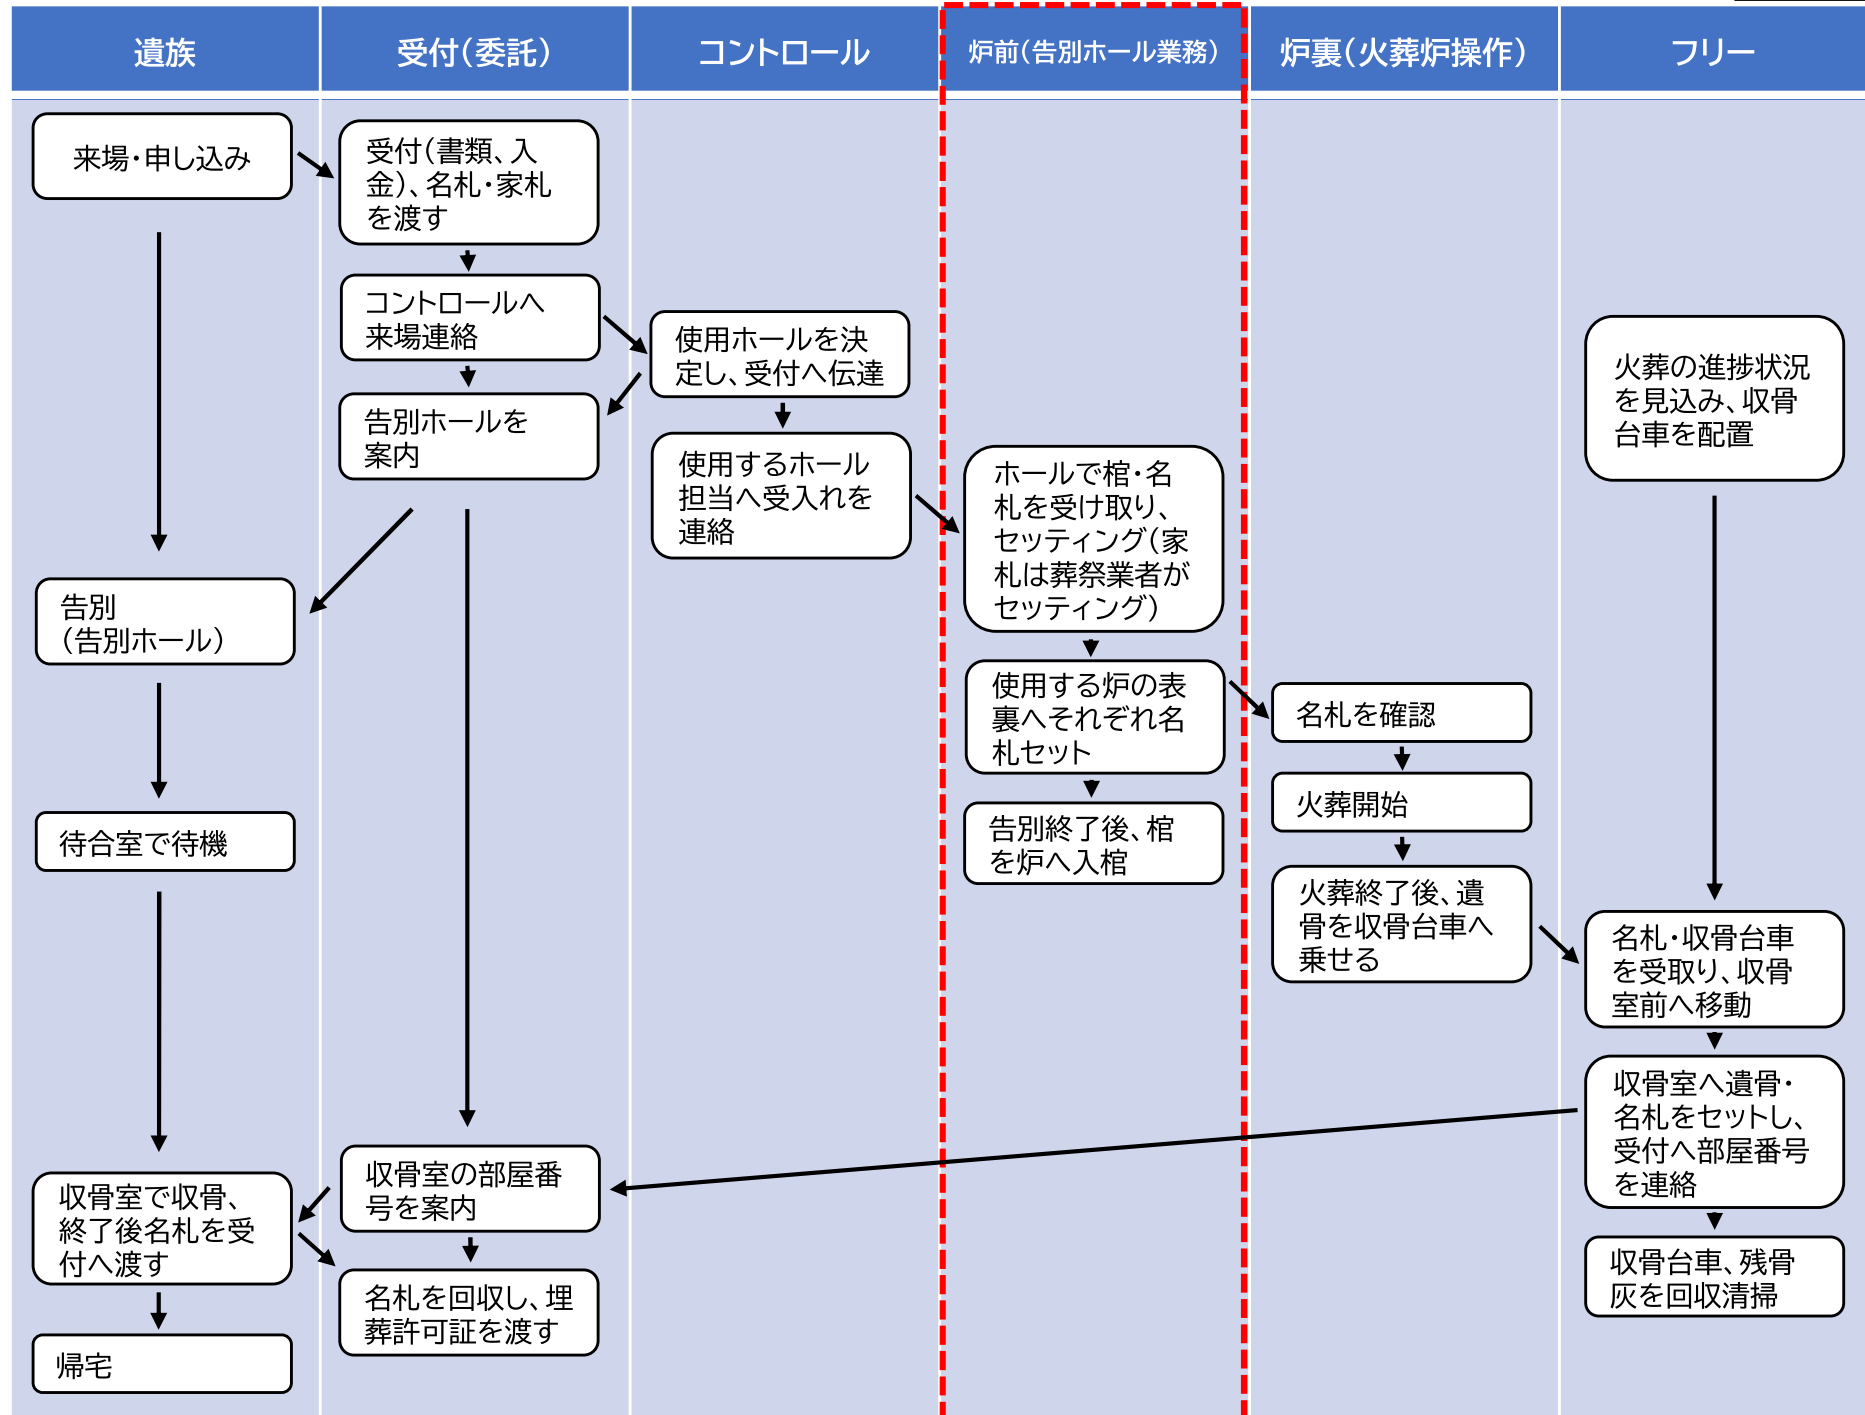 遺族
受付(委託)
コントロール
炉前(告別ホール業務)
炉裏(火葬炉操作)
フリー
来場・申し込み
告別
(告別ホール)
待合室で待機
収骨室で収骨、
終了後名札を受
付へ渡す
帰宅
受付(書類、入
金)、名札・家札
を渡す
コントロールへ
来場連絡
告別ホールを
案内
収骨室の部屋番
号を案内
名札を回収し、埋
葬許可証を渡す
使用ホールを決
定し、受付へ伝達
使用するホール
担当へ受入れを
連絡
ホールで棺・名
札を受け取り、
セッティング(家
札は葬祭業者が
セッティング)
使用する炉の表
裏へそれぞれ名
札セット
告別終了後、棺
を炉へ入棺
名札を確認
火葬開始
火葬終了後、遺
骨を収骨台車へ
乗せる
火葬の進捗状況
を見込み、収骨
台車を配置
名札・収骨台車
を受取り、収骨
室前へ移動
収骨室へ遺骨・
名札をセットし、
受付へ部屋番号
を連絡
収骨台車、残骨
灰を回収清掃